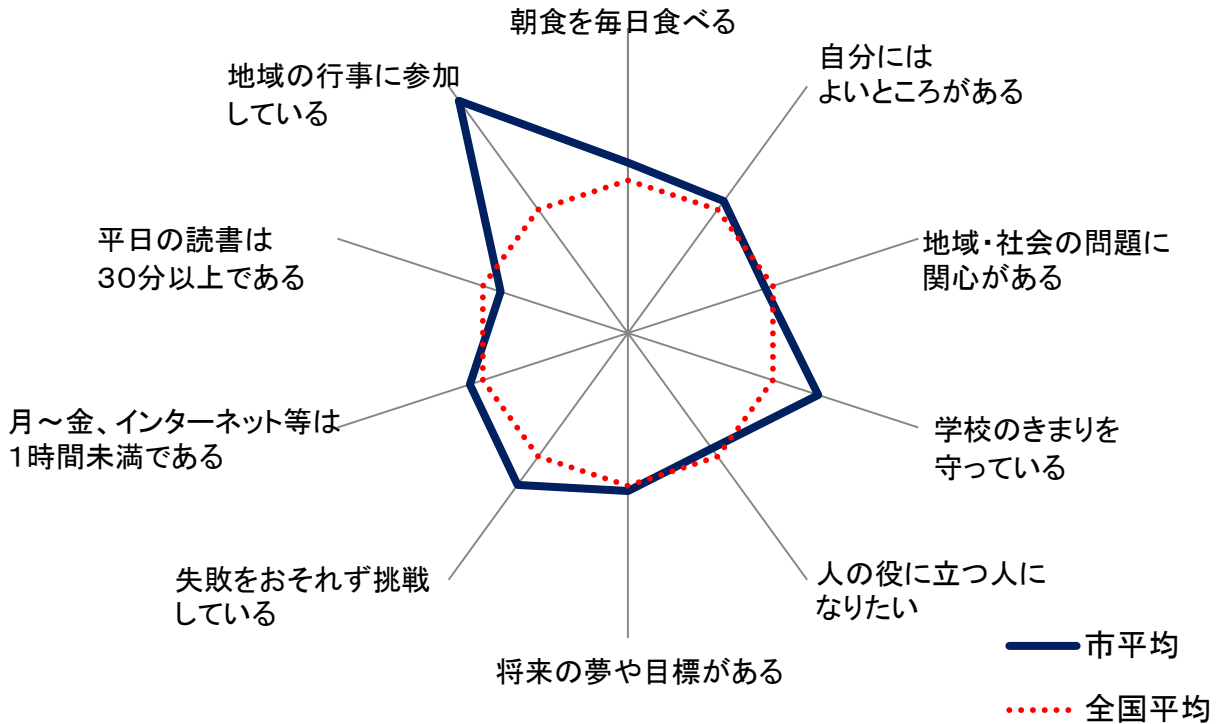 朝食を毎日食べる
自分には
よいところがある
地域・社会の問題に
関心がある
学校のきまりを
守っている
人の役に立つ人に
なりたい
将来の夢や目標がある
失敗をおそれず挑戦
している
月～金、インターネット等は
１時間未満である
平日の読書は
３０分以上である
地域の行事に参加
している
市平均
全国平均